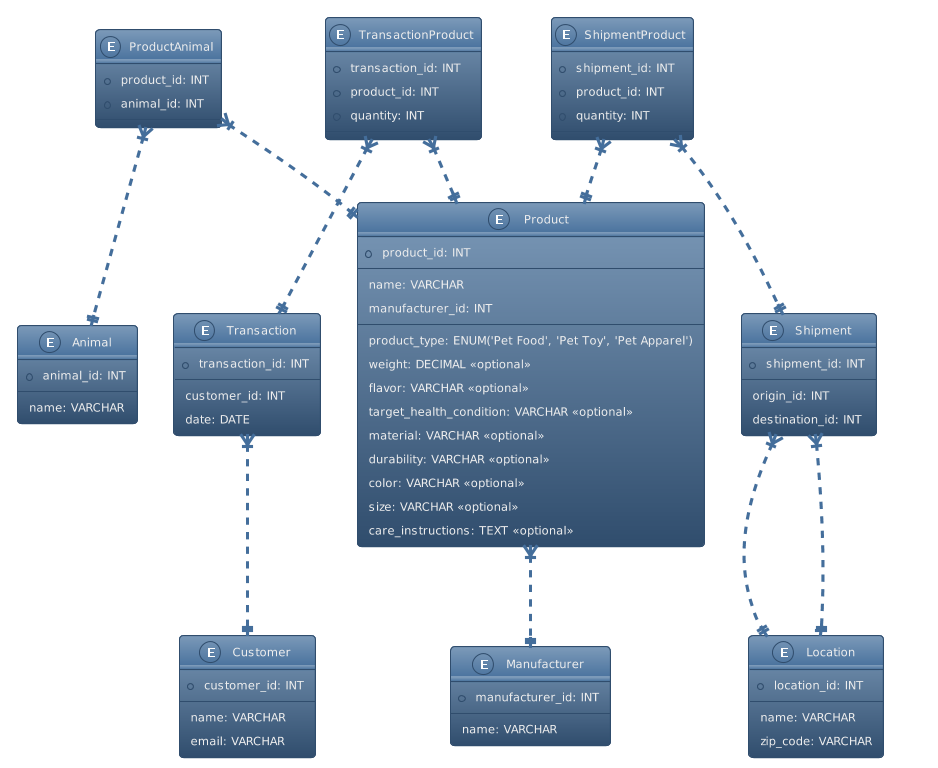 E ProductAnimal
product_id: INT
animal_id: INT
E TransactionProduct
transaction_id: INT
product_id: INT
quantity: INT
E ShipmentProduct
shipment_id: INT
product_id: INT
quantity: INT
E Product
product_id: INT
name: VARCHAR
manufacturer_id: INT
product_type: ENUM('Pet Food', 'Pet Toy', 'Pet Apparel')
weight: DECIMAL «optional»
flavor: VARCHAR «optional»
target_health_condition: VARCHAR «optional»
material: VARCHAR «optional»
durability: VARCHAR «optional»
color: VARCHAR «optional»
size: VARCHAR «optional»
care_instructions: TEXT «optional»
E Animal
animal_id: INT
name: VARCHAR
E Transaction
transaction_id: INT
customer_id: INT
date: DATE
E Shipment
shipment_id: INT
origin_id: INT
destination_id: INT
E Customer
customer_id: INT
name: VARCHAR
email: VARCHAR
E Manufacturer
manufacturer_id: INT
name: VARCHAR
E Location
location_id: INT
name: VARCHAR
zip_code: VARCHAR